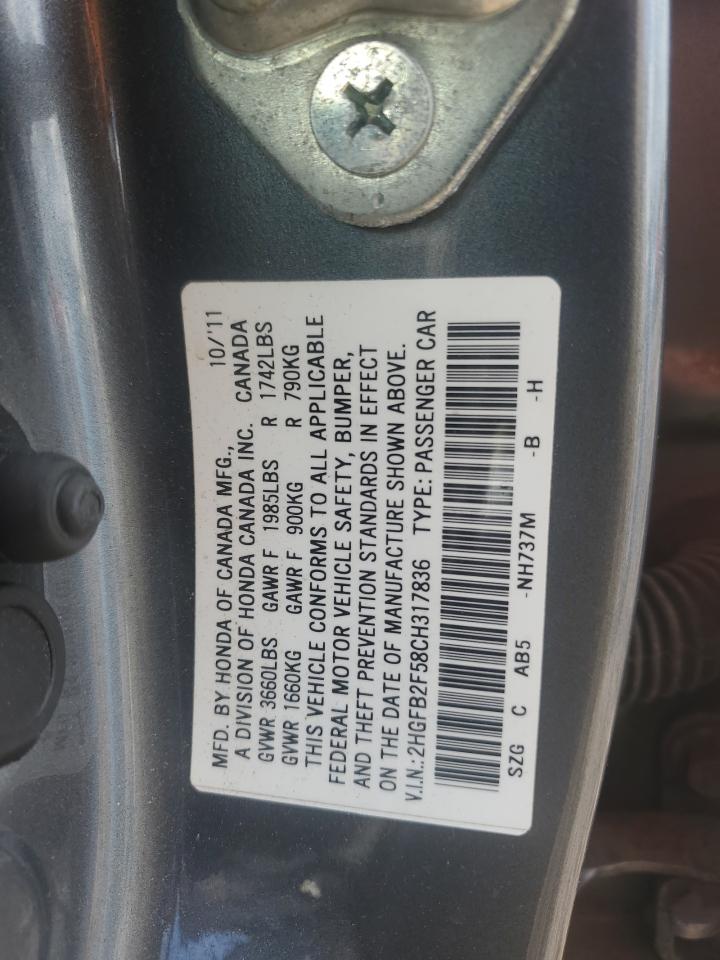 MFD. BY HONDA OF CANADA MFG., 10/'11
A DIVISION OF HONDA CANADA INC. CANADA
GVWR 3660LBS GAWR F 1985LBS R 1742LBS
GVWR 1660KG GAWR F 900KG R 790KG
THIS VEHICLE CONFORMS TO ALL APPLICABLE
FEDERAL MOTOR VEHICLE SAFETY, BUMPER,
AND THEFT PREVENTION STANDARDS IN EFFECT
ON THE DATE OF MANUFACTURE SHOWN ABOVE.
V.I.N.: 2HGFB2F58CH317836 TYPE: PASSENGER CAR
SZG C AB5 -NH737M -B -H